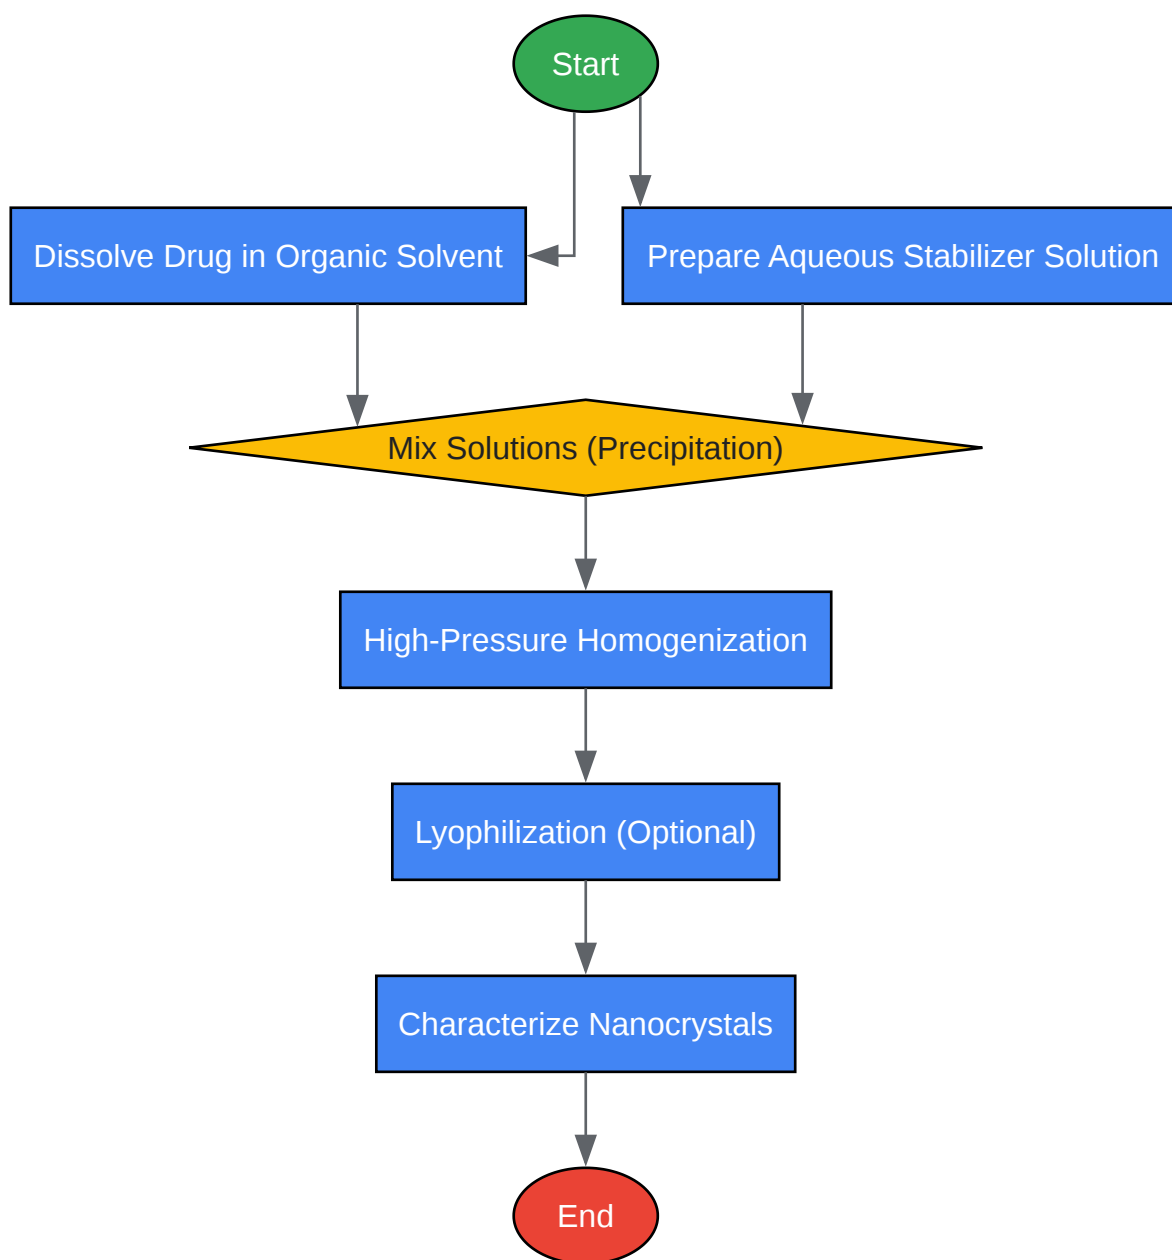 Start
Dissolve Drug in Organic Solvent
Prepare Aqueous Stabilizer Solution
Mix Solutions (Precipitation)
High-Pressure Homogenization
Lyophilization (Optional)
Characterize Nanocrystals
End